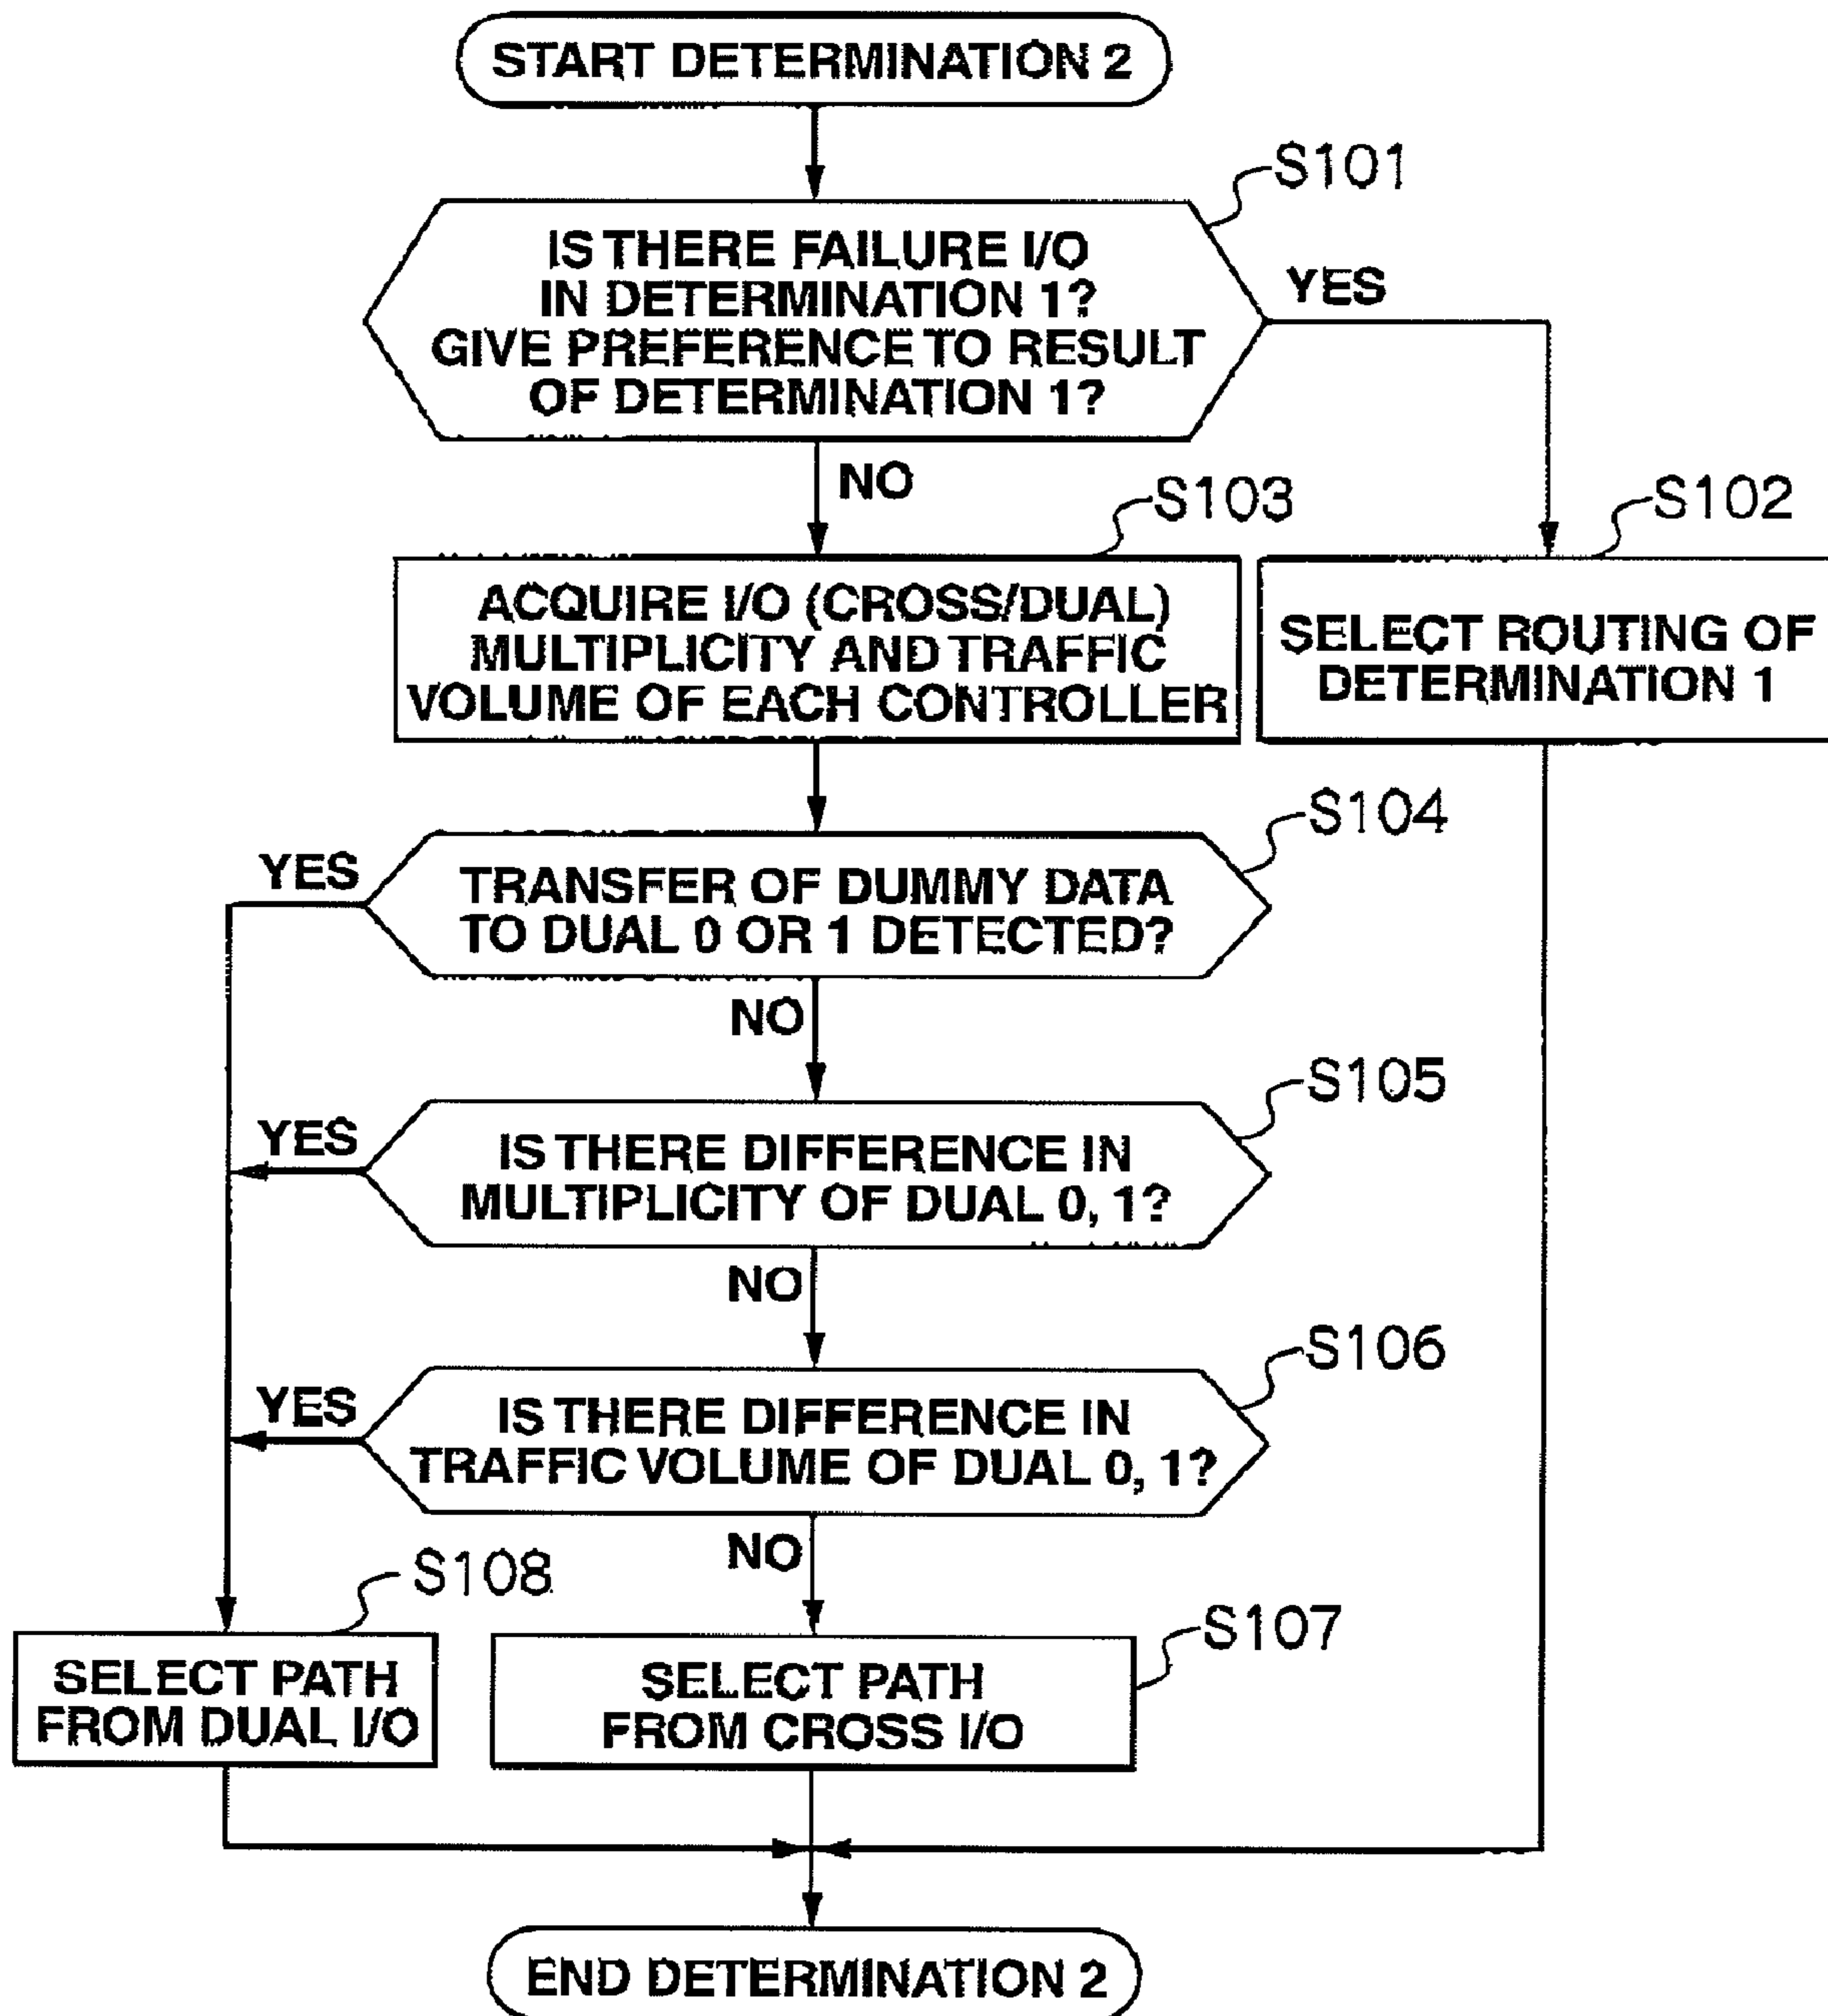 START DETERMINATION 2
S101
IS THERE FAILURE I/O
IN DETERMINATION 1?
GIVE PREFERENCE TO RESULT
OF DETERMINATION 1?
YES
NO
S103
S102
ACQUIRE I/O (CROSS/DUAL)
MULTIPLICITY AND TRAFFIC
VOLUME OF EACH CONTROLLER
SELECT ROUTING OF
DETERMINATION 1
S104
YES
TRANSFER OF DUMMY DATA
TO DUAL 0 OR 1 DETECTED?
NO
S105
YES
IS THERE DIFFERENCE IN
MULTIPLICITY OF DUAL 0, 1?
NO
S106
YES
IS THERE DIFFERENCE IN
TRAFFIC VOLUME OF DUAL 0, 1?
NO
S108
S107
SELECT PATH
FROM DUAL I/O
SELECT PATH
FROM CROSS I/O
END DETERMINATION 2